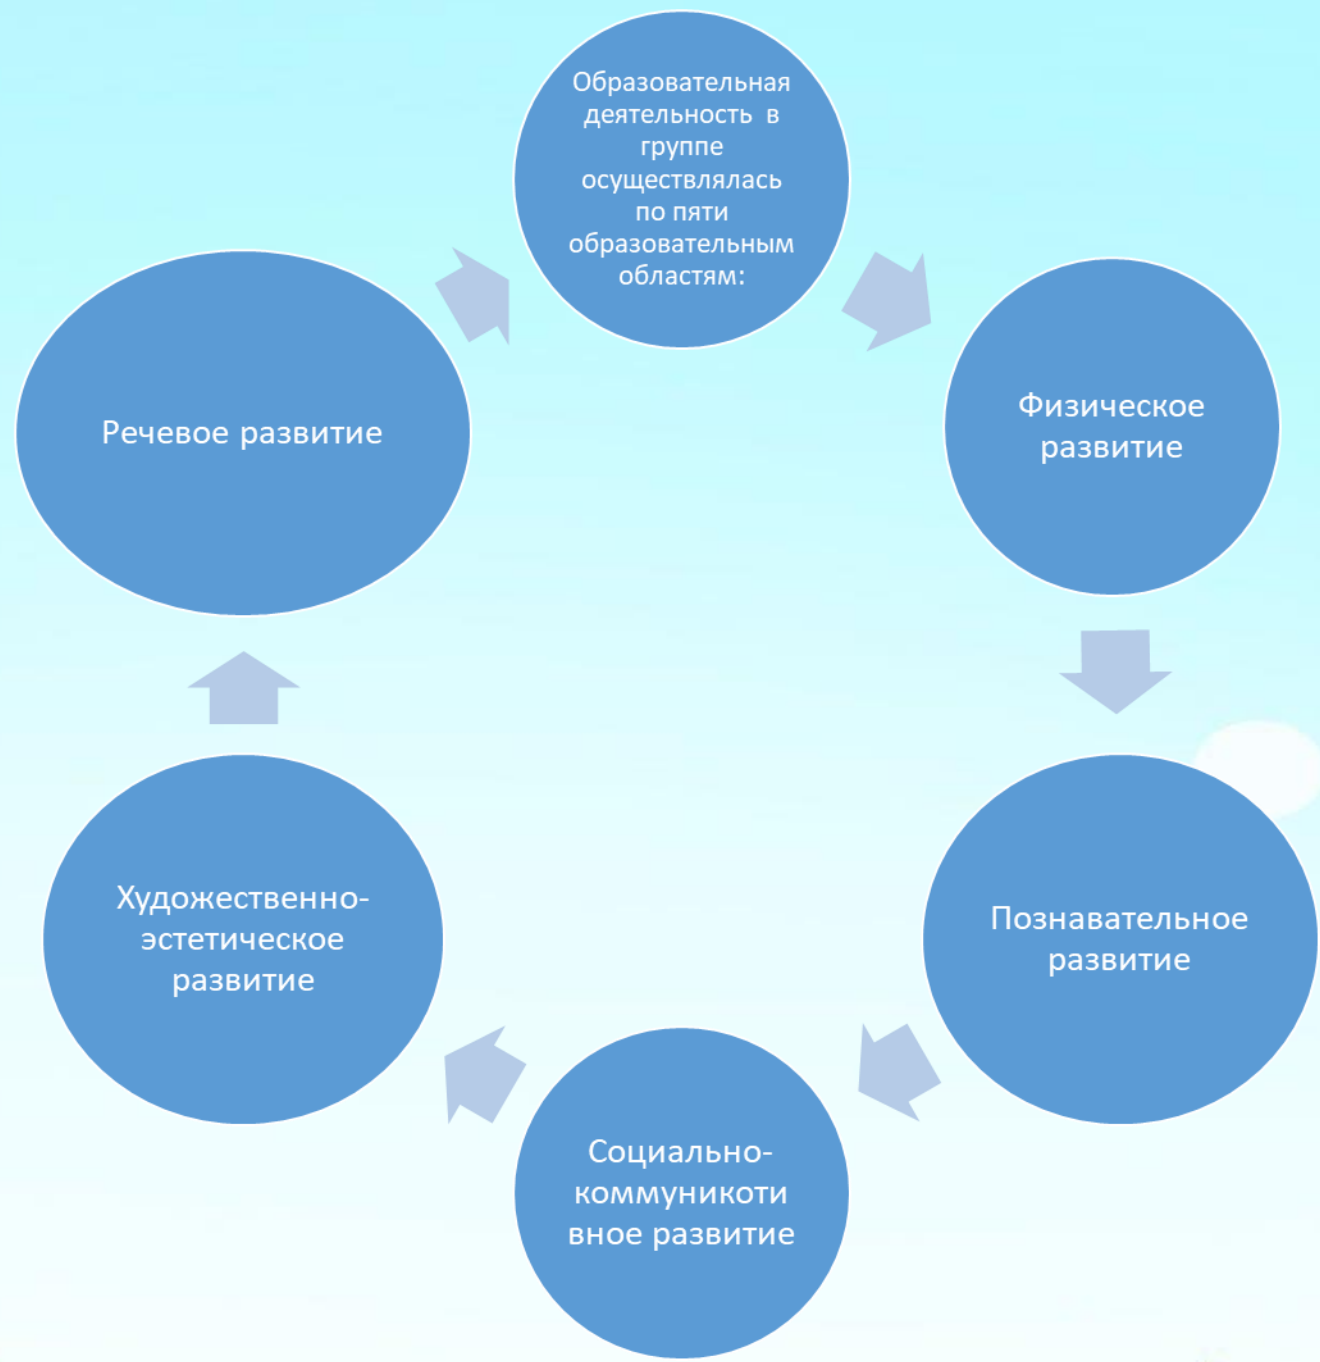 Образовательная
деятельность в
группе
осуществлялась
по пяти
образовательным
областям:
Физическое
развитие
Познавательное
развитие
Социально-
коммуникоти
вное развитие
Художественно-
эстетическое
развитие
Речевое развитие